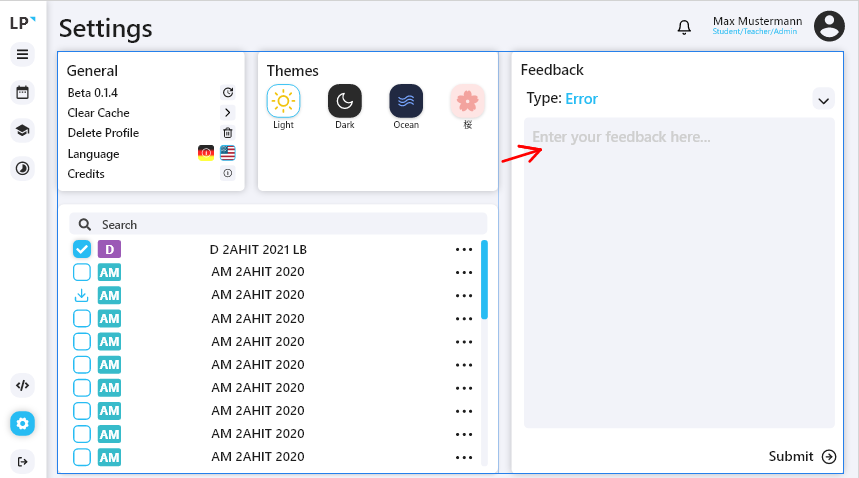 LP
Settings
Max Mustermann
Student/Teacher/Admin
General
Beta 0.1.4
Clear Cache
Delete Profile
Language
Credits
Themes
Light
Dark
Ocean
桜
Feedback
Type: Error
Enter your feedback here...
Search
D D 2AHIT 2021 LB
AM AM 2AHIT 2020
AM AM 2AHIT 2020
AM AM 2AHIT 2020
AM AM 2AHIT 2020
AM AM 2AHIT 2020
AM AM 2AHIT 2020
AM AM 2AHIT 2020
AM AM 2AHIT 2020
AM AM 2AHIT 2020
Submit